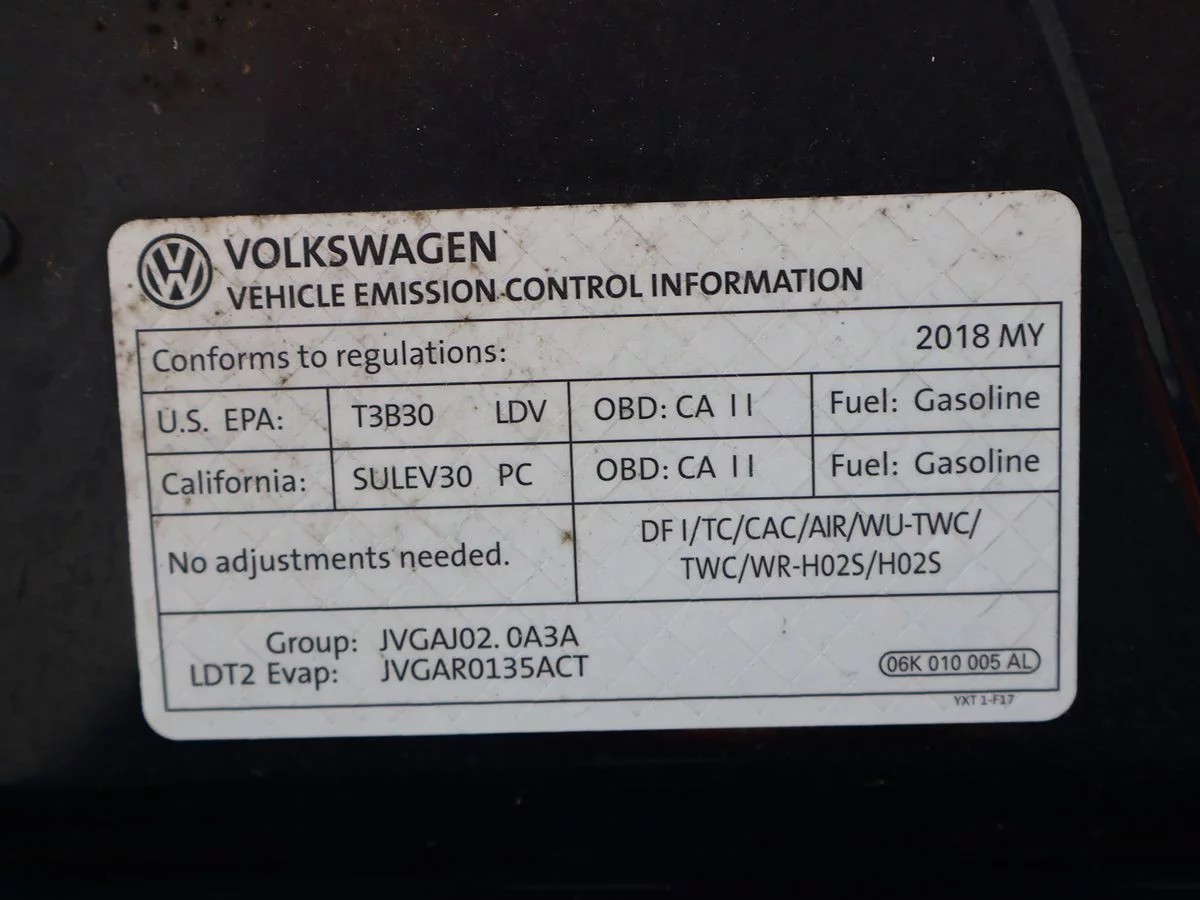 VOLKSWAGEN
VEHICLE EMISSION CONTROL INFORMATION
Conforms to regulations: 2018 MY
U.S. EPA: T3B30 LDV OBD: CA II Fuel: Gasoline
California: SULEV30 PC OBD: CA II Fuel: Gasoline
No adjustments needed.
DFI/TC/CAC/AIR/WU-TWC/
TWC/WR-HO2S/HO2S
Group: JVGAJ02.0A3A
LDT2 Evap: JVGAR0135ACT
06K 010 005 AL
YXT 1-F17